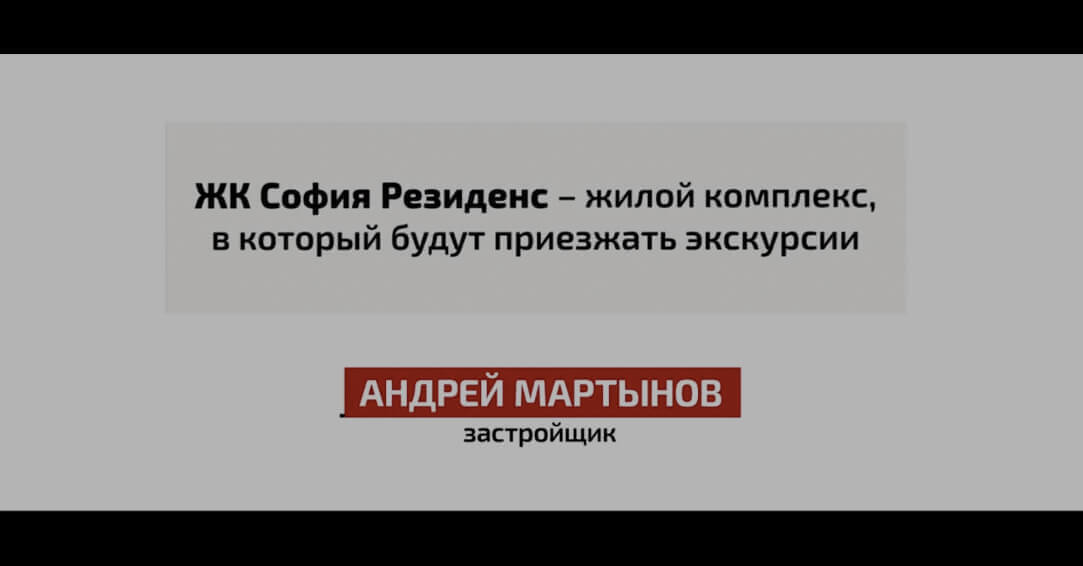 ЖК София Резиденс – жилой комплекс,
в который будут приезжать экскурсии
АНДРЕЙ МАРТЫНОВ
застройщик